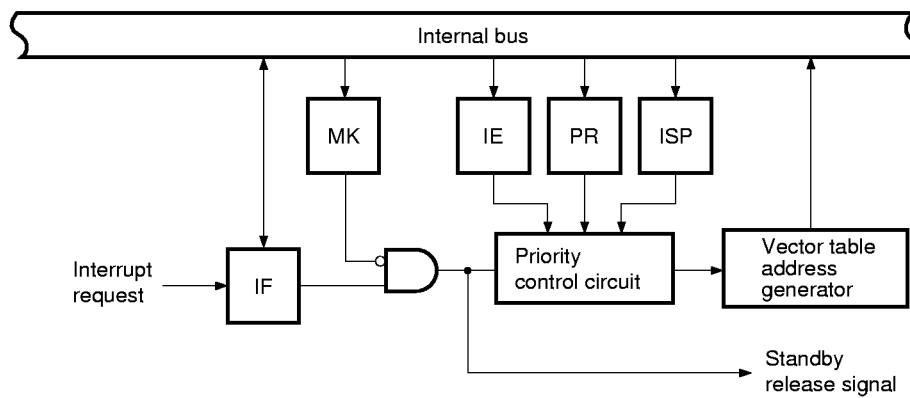 Internal bus
MK
IE
PR
ISP
Interrupt
request
IF
Priority
control circuit
Vector table
address
generator
Standby
release signal